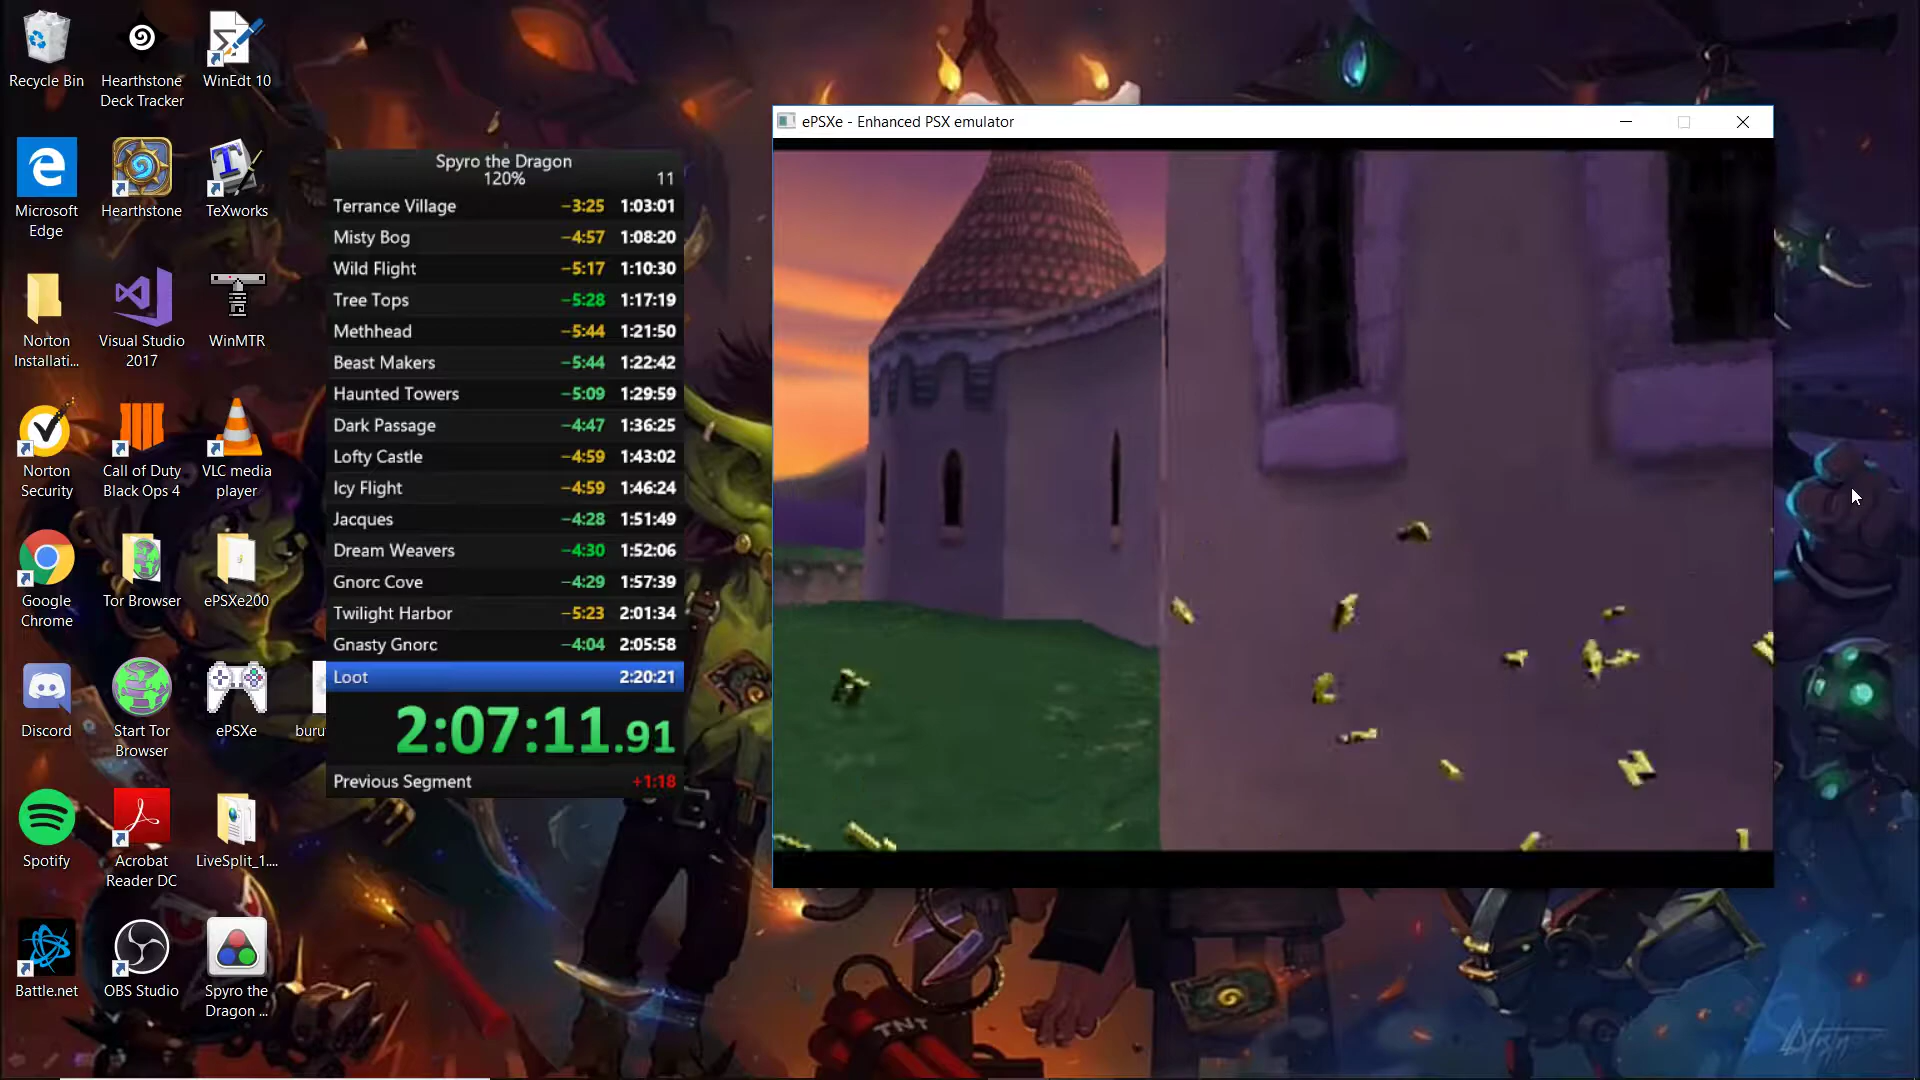 Recycle Bin
Hearthstone
Deck Tracker
WinEdt 10
Microsoft
Edge
Hearthstone
TeXworks
Norton
Installati...
Visual Studio
2017
WinMTR
Norton
Security
Call of Duty
Black Ops 4
VLC media
player
Google
Chrome
Tor Browser
ePSXe200
Discord
Start Tor
Browser
ePSXe
buru
Spotify
Acrobat
Reader DC
LiveSplit_1....
Battle.net
OBS Studio
Spyro the
Dragon ...
Spyro the Dragon
120% 11
Terrance Village −3:25 1:03:01
Misty Bog −4:57 1:08:20
Wild Flight −5:17 1:10:30
Tree Tops −5:28 1:17:19
Methhead −5:44 1:21:50
Beast Makers −5:44 1:22:42
Haunted Towers −5:09 1:29:59
Dark Passage −4:47 1:36:25
Lofty Castle −4:59 1:43:02
Icy Flight −4:59 1:46:24
Jacques −4:28 1:51:49
Dream Weavers −4:30 1:52:06
Gnorc Cove −4:29 1:57:39
Twilight Harbor −5:23 2:01:34
Gnasty Gnorc −4:04 2:05:58
Loot 2:20:21
2:07:11.91
Previous Segment +1:18
ePSXe - Enhanced PSX emulator
TNT